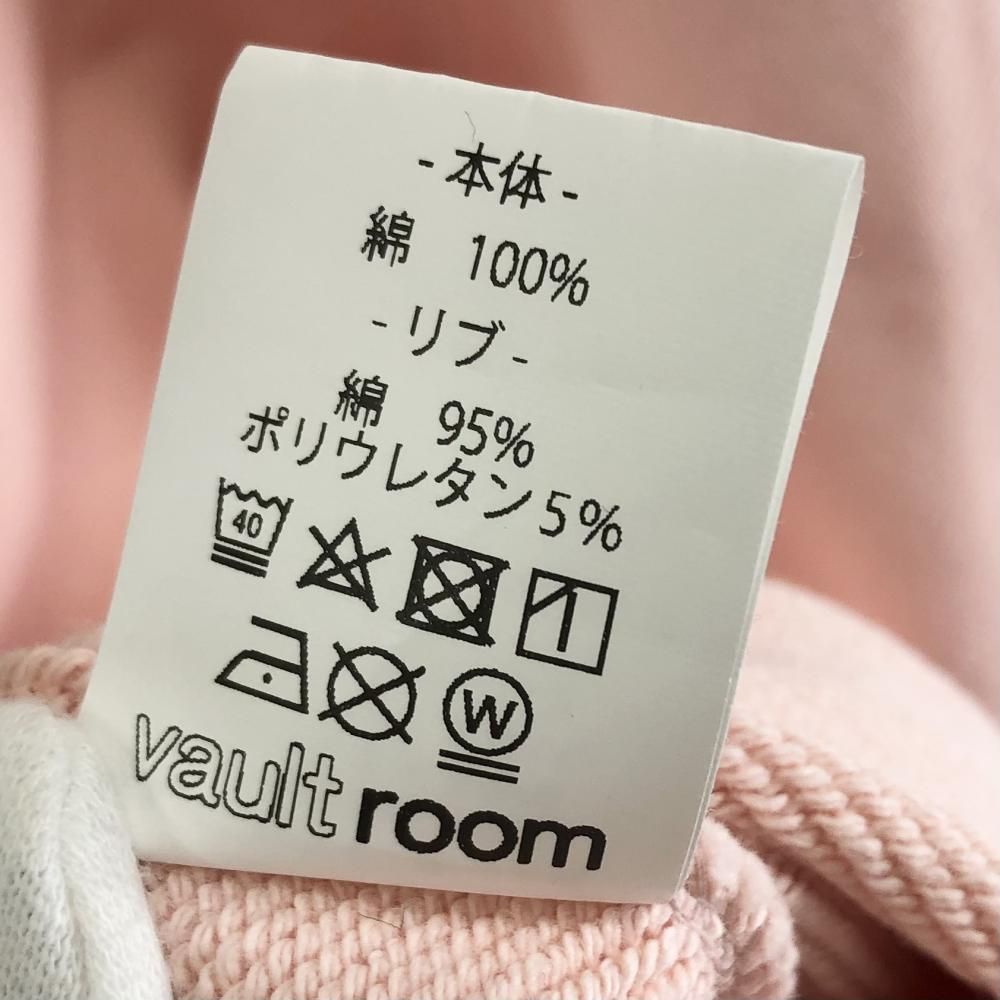 - 本体 -
綿 100%
- リブ -
綿 95%
ポリウレタン 5%
40
W
vault room